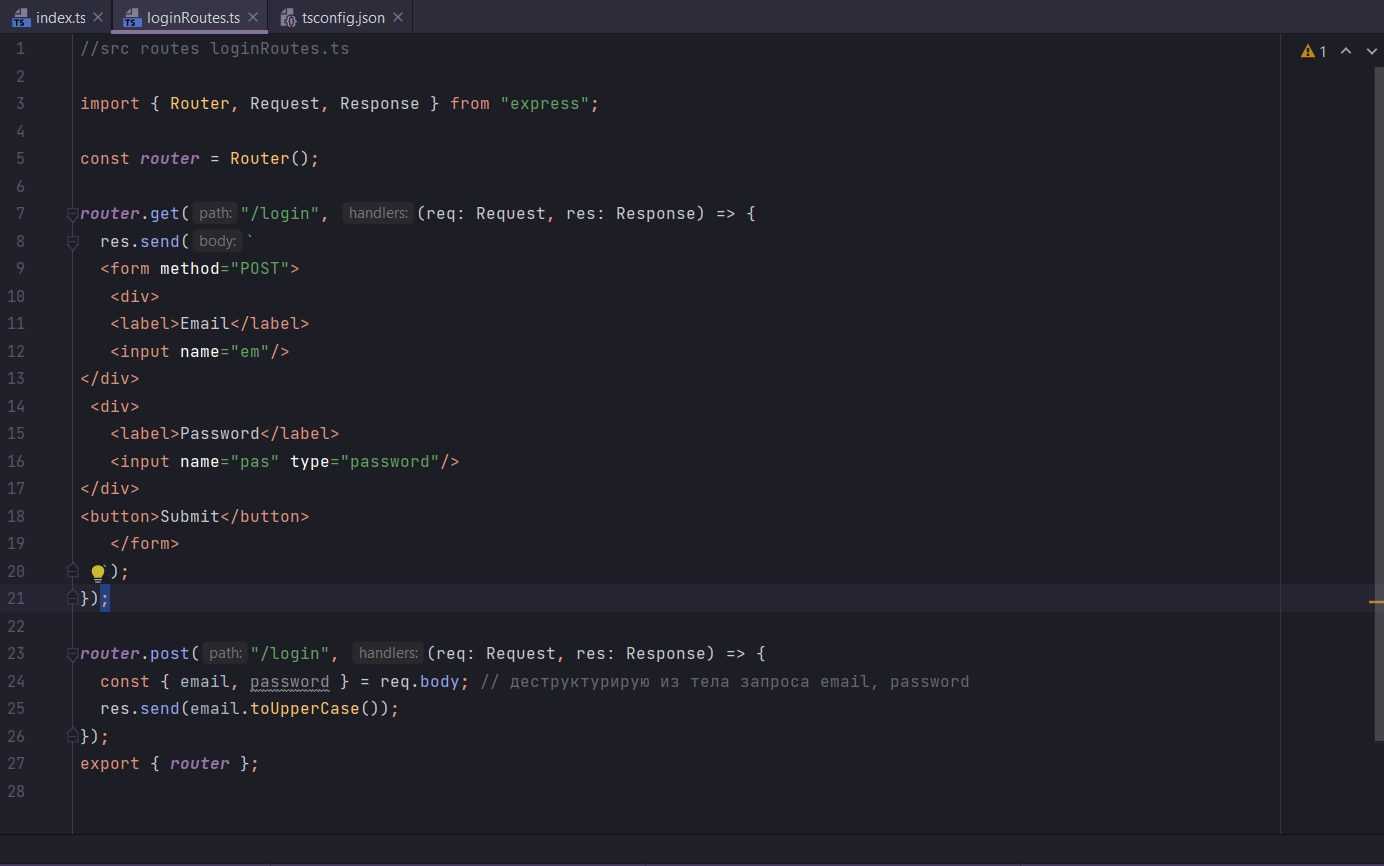 index.ts loginRoutes.ts tsconfig.json
1 //src routes loginRoutes.ts 1
2
3 import { Router, Request, Response } from "express";
4
5 const router = Router();
6
7 router.get( path: "/login", handlers: (req: Request, res: Response) => {
8 res.send( body: `
9 <form method="POST">
10 <div>
11 <label>Email</label>
12 <input name="em"/>
13 </div>
14 <div>
15 <label>Password</label>
16 <input name="pas" type="password"/>
17 </div>
18 <button>Submit</button>
19 </form>
20 `);
21 });
22
23 router.post( path: "/login", handlers: (req: Request, res: Response) => {
24 const { email, password } = req.body; // деструктурирую из тела запроса email, password
25 res.send(email.toUpperCase());
26 });
27 export { router };
28